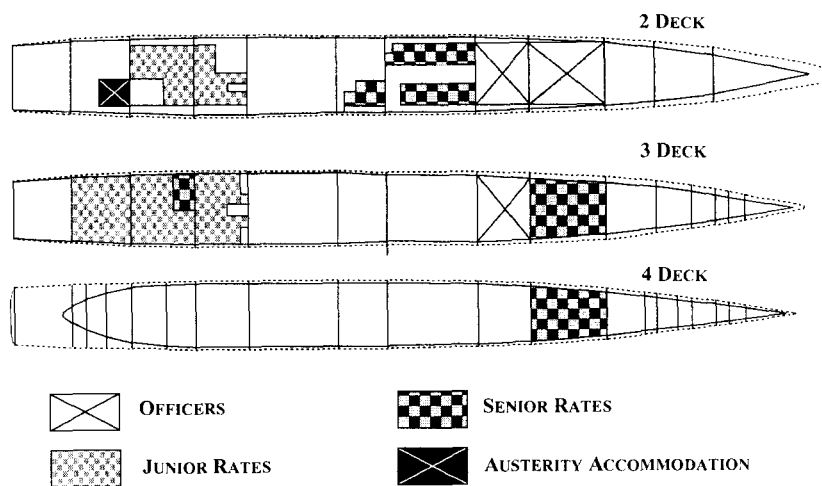 2 DECK
3 DECK
4 DECK
OFFICERS
SENIOR RATES
JUNIOR RATES
AUSTERITY ACCOMMODATION